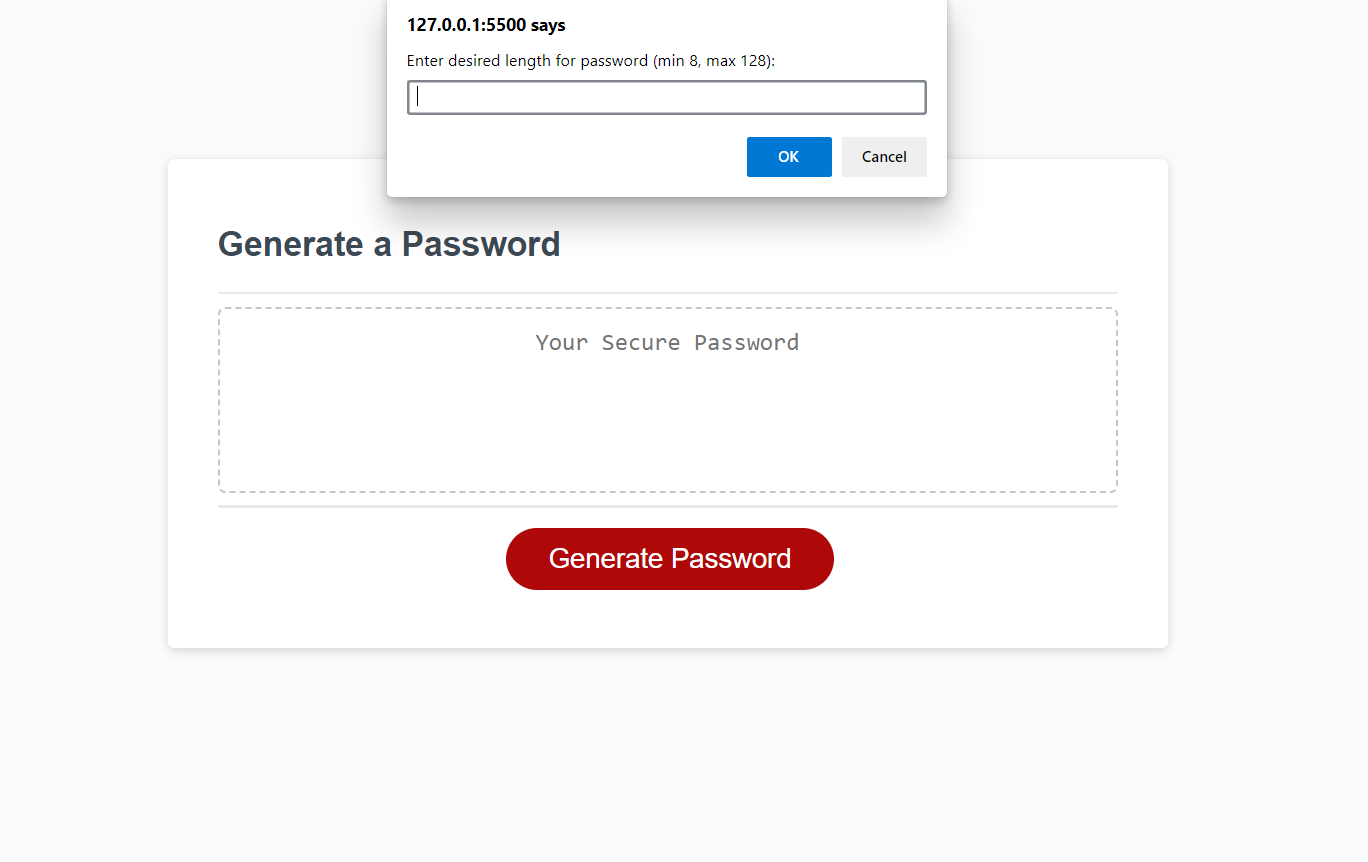 127.0.0.1:5500 says
Enter desired length for password (min 8, max 128):
OK Cancel
Generate a Password
Your Secure Password
Generate Password